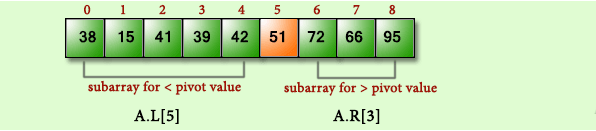 0 1 2 3 4 5 6 7 8
38 15 41 39 42 51 72 66 95
subarray for < pivot value subarray for > pivot value
A.L[5] A.R[3]